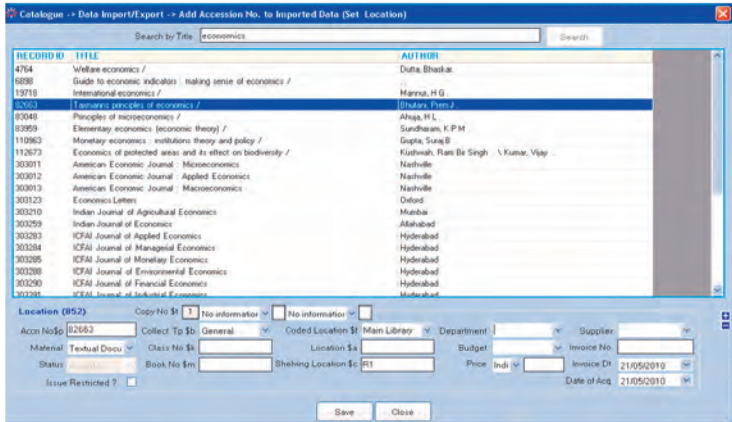 Catalogue -> Data Import/Export -> Add Accession No. to Imported Data (Set Location)
Search by Title economics Search
RECORD ID TITLE AUTHOR
4764 Welfare economics / Dutta, Bhaskar.
6898 Guide to economic indicators : making sense of economics /
19718 International economics / Mannur, H G .
82663 Taxmanns principles of economics / Bhutani, Prem J .
83048 Principles of microeconomics / Ahuja, H L .
83959 Elementary economics (economic theory) / Sundharam, K P M .
110963 Monetary economics : institutions theory and policy / Gupta, Suraj B .
112673 Economics of protected areas and its effect on biodiversity / Kushwah, Ram Bir Singh . \ Kumar, Vijay .
303011 American Economic Journal : Microeconomics Nashville
303012 American Economic Journal : Applied Economics Nashville
303013 American Economic Journal : Macroeconomics Nashville
303123 Economics Letters Oxford
303210 Indian Journal of Agricultural Economics Mumbai
303259 Indian Journal of Economics Allahabad
303283 ICFAI Journal of Applied Economics Hyderabad
303284 ICFAI Journal of Managerial Economics Hyderabad
303285 ICFAI Journal of Monetary Economics Hyderabad
303288 ICFAI Journal of Environmental Economics Hyderabad
303290 ICFAI Journal of Financial Economics Hyderabad
303291 ICFAI Journal of Industrial Economics Hyderabad
Location (852) Copy No $t 1 No information No information
Accn No$p 82663 Collect Tp $b General Coded Location $t Main Library Department Supplier
Material Textual Docu Class No $k Location $a Budget Invoice No.
Status Book No $m Shelving Location $c R1 Price Indi Invoice Dt 21/05/2010
Issue Restricted ? Date of Acq 21/05/2010
Save Close